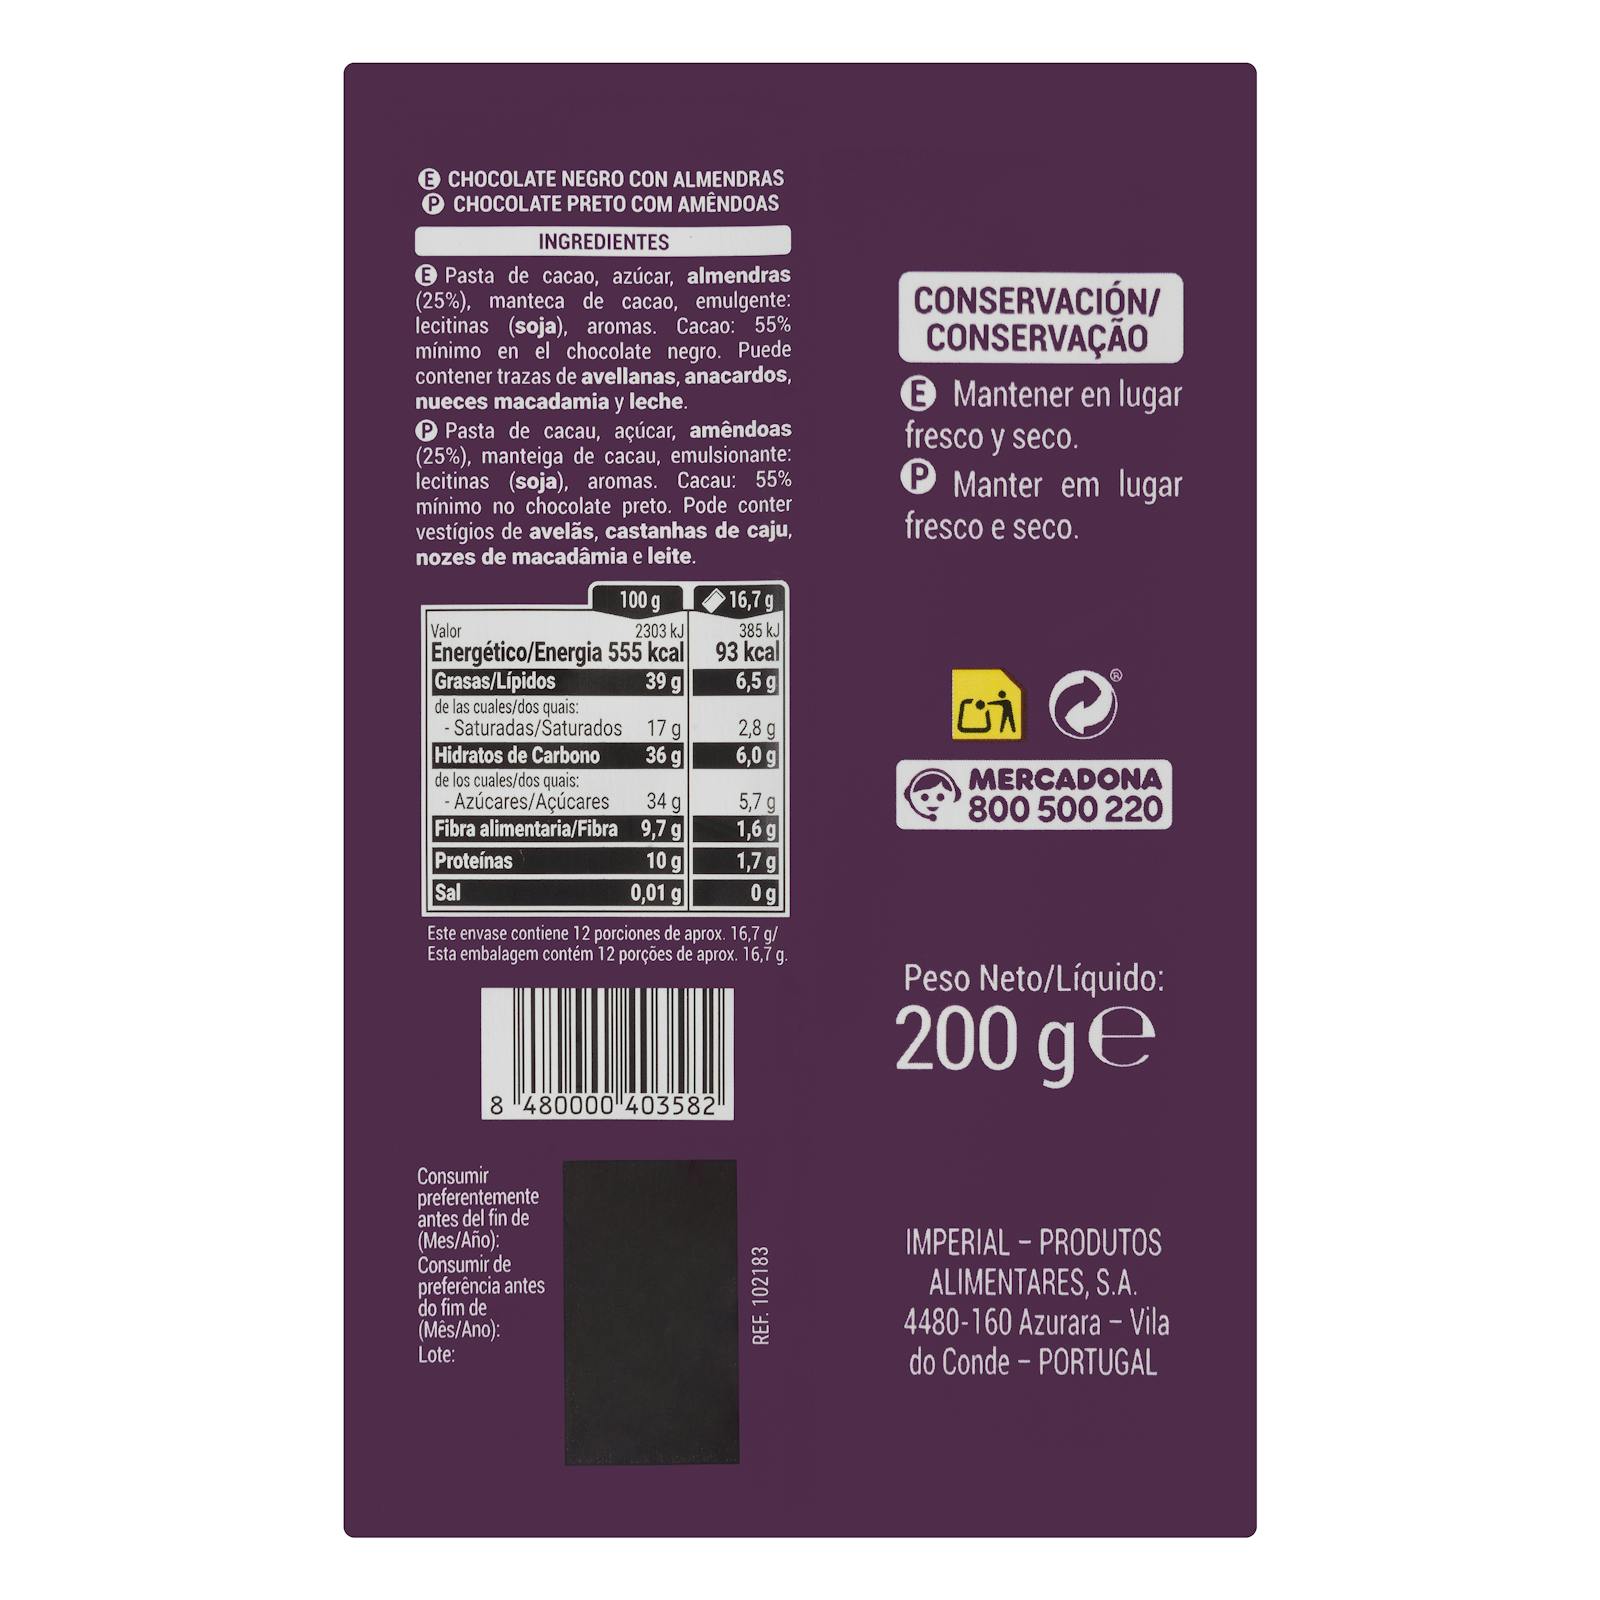 E CHOCOLATE NEGRO CON ALMENDRAS
P CHOCOLATE PRETO COM AMÊNDOAS
INGREDIENTES
E Pasta de cacao, azúcar, almendras
(25%), manteca de cacao, emulgente:
lecitinas (soja), aromas. Cacao: 55%
mínimo en el chocolate negro. Puede
contener trazas de avellanas, anacardos,
nueces macadamia y leche.
P Pasta de cacau, açúcar, amêndoas
(25%), manteiga de cacau, emulsionante:
lecitinas (soja), aromas. Cacau: 55%
mínimo no chocolate preto. Pode conter
vestígios de avelãs, castanhas de caju,
nozes de macadâmia e leite.
100 g 16,7 g
Valor 2303 kJ 385 kJ
Energético/Energia 555 kcal 93 kcal
Grasas/Lípidos 39 g 6,5 g
de las cuales/dos quais:
- Saturadas/Saturados 17 g 2,8 g
Hidratos de Carbono 36 g 6,0 g
de los cuales/dos quais:
- Azúcares/Açúcares 34 g 5,7 g
Fibra alimentaria/Fibra 9,7 g 1,6 g
Proteínas 10 g 1,7 g
Sal 0,01 g 0 g
Este envase contiene 12 porciones de aprox. 16,7 g/
Esta embalagem contém 12 porções de aprox. 16,7 g.
8 480000 403582
Consumir
preferentemente
antes del fin de
(Mes/Año):
Consumir de
preferência antes
do fim de
(Mês/Ano):
Lote:
REF. 102183
CONSERVACIÓN/
CONSERVAÇÃO
E Mantener en lugar
fresco y seco.
P Manter em lugar
fresco e seco.
®
MERCADONA
800 500 220
Peso Neto/Líquido:
200 g e
IMPERIAL – PRODUTOS
ALIMENTARES, S.A.
4480-160 Azurara – Vila
do Conde – PORTUGAL